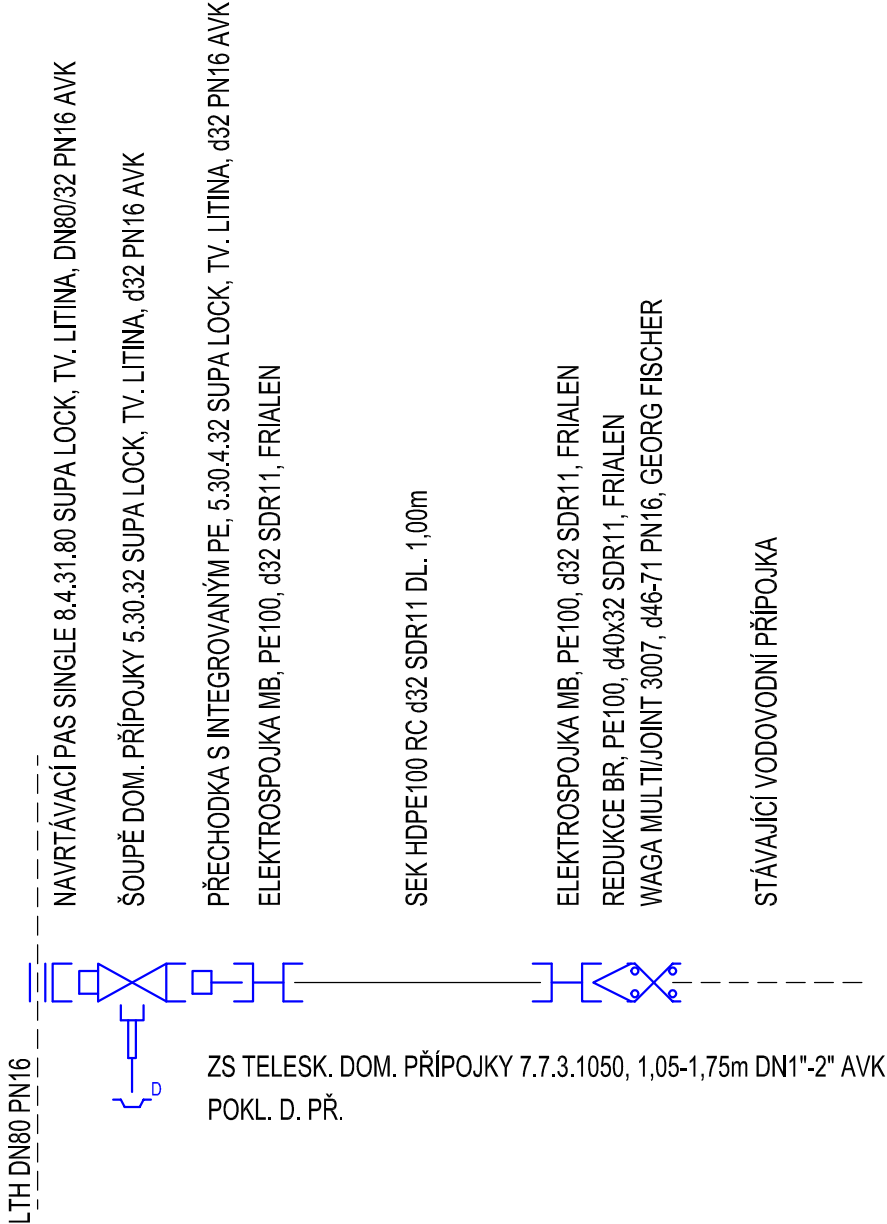 LTH DN80 PN16
NAVRTÁVACÍ PAS SINGLE 8.4.31.80 SUPA LOCK, TV. LITINA, DN80/32 PN16 AVK
ŠOUPĚ DOM. PŘÍPOJKY 5.30.32 SUPA LOCK, TV. LITINA, d32 PN16 AVK
PŘECHODKA S INTEGROVANÝM PE, 5.30.4.32 SUPA LOCK, TV. LITINA, d32 PN16 AVK
ELEKTROSPOJKA MB, PE100, d32 SDR11, FRIALEN
SEK HDPE100 RC d32 SDR11 DL. 1,00m
ELEKTROSPOJKA MB, PE100, d32 SDR11, FRIALEN
REDUKCE BR, PE100, d40x32 SDR11, FRIALEN
WAGA MULTI/JOINT 3007, d46-71 PN16, GEORG FISCHER
STÁVAJÍCÍ VODOVODNÍ PŘÍPOJKA
D
ZS TELESK. DOM. PŘÍPOJKY 7.7.3.1050, 1,05-1,75m DN1"-2" AVK
POKL. D. PŘ.